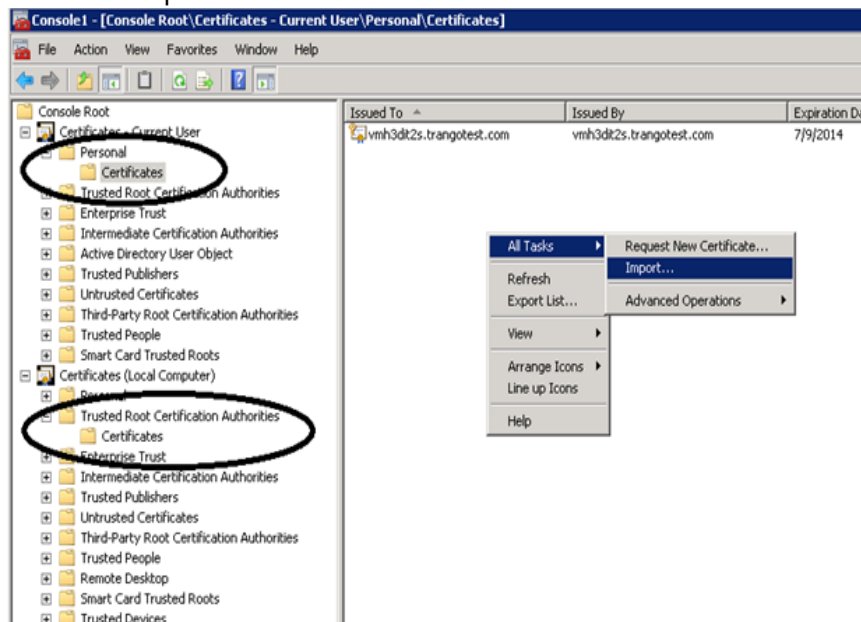 Console1 - [Console Root\Certificates - Current User\Personal\Certificates]
File Action View Favorites Window Help
Console Root
Certificates - Current User
Personal
Certificates
Trusted Root Certification Authorities
Enterprise Trust
Intermediate Certification Authorities
Active Directory User Object
Trusted Publishers
Untrusted Certificates
Third-Party Root Certification Authorities
Trusted People
Smart Card Trusted Roots
Certificates (Local Computer)
Personal
Trusted Root Certification Authorities
Certificates
Enterprise Trust
Intermediate Certification Authorities
Trusted Publishers
Untrusted Certificates
Third-Party Root Certification Authorities
Trusted People
Remote Desktop
Smart Card Trusted Roots
Trusted Devices
Issued To Issued By Expiration Da
vmh3dit2s.trangotest.com vmh3dit2s.trangotest.com 7/9/2014
All Tasks
Refresh
Export List...
View
Arrange Icons
Line up Icons
Help
Request New Certificate...
Import...
Advanced Operations